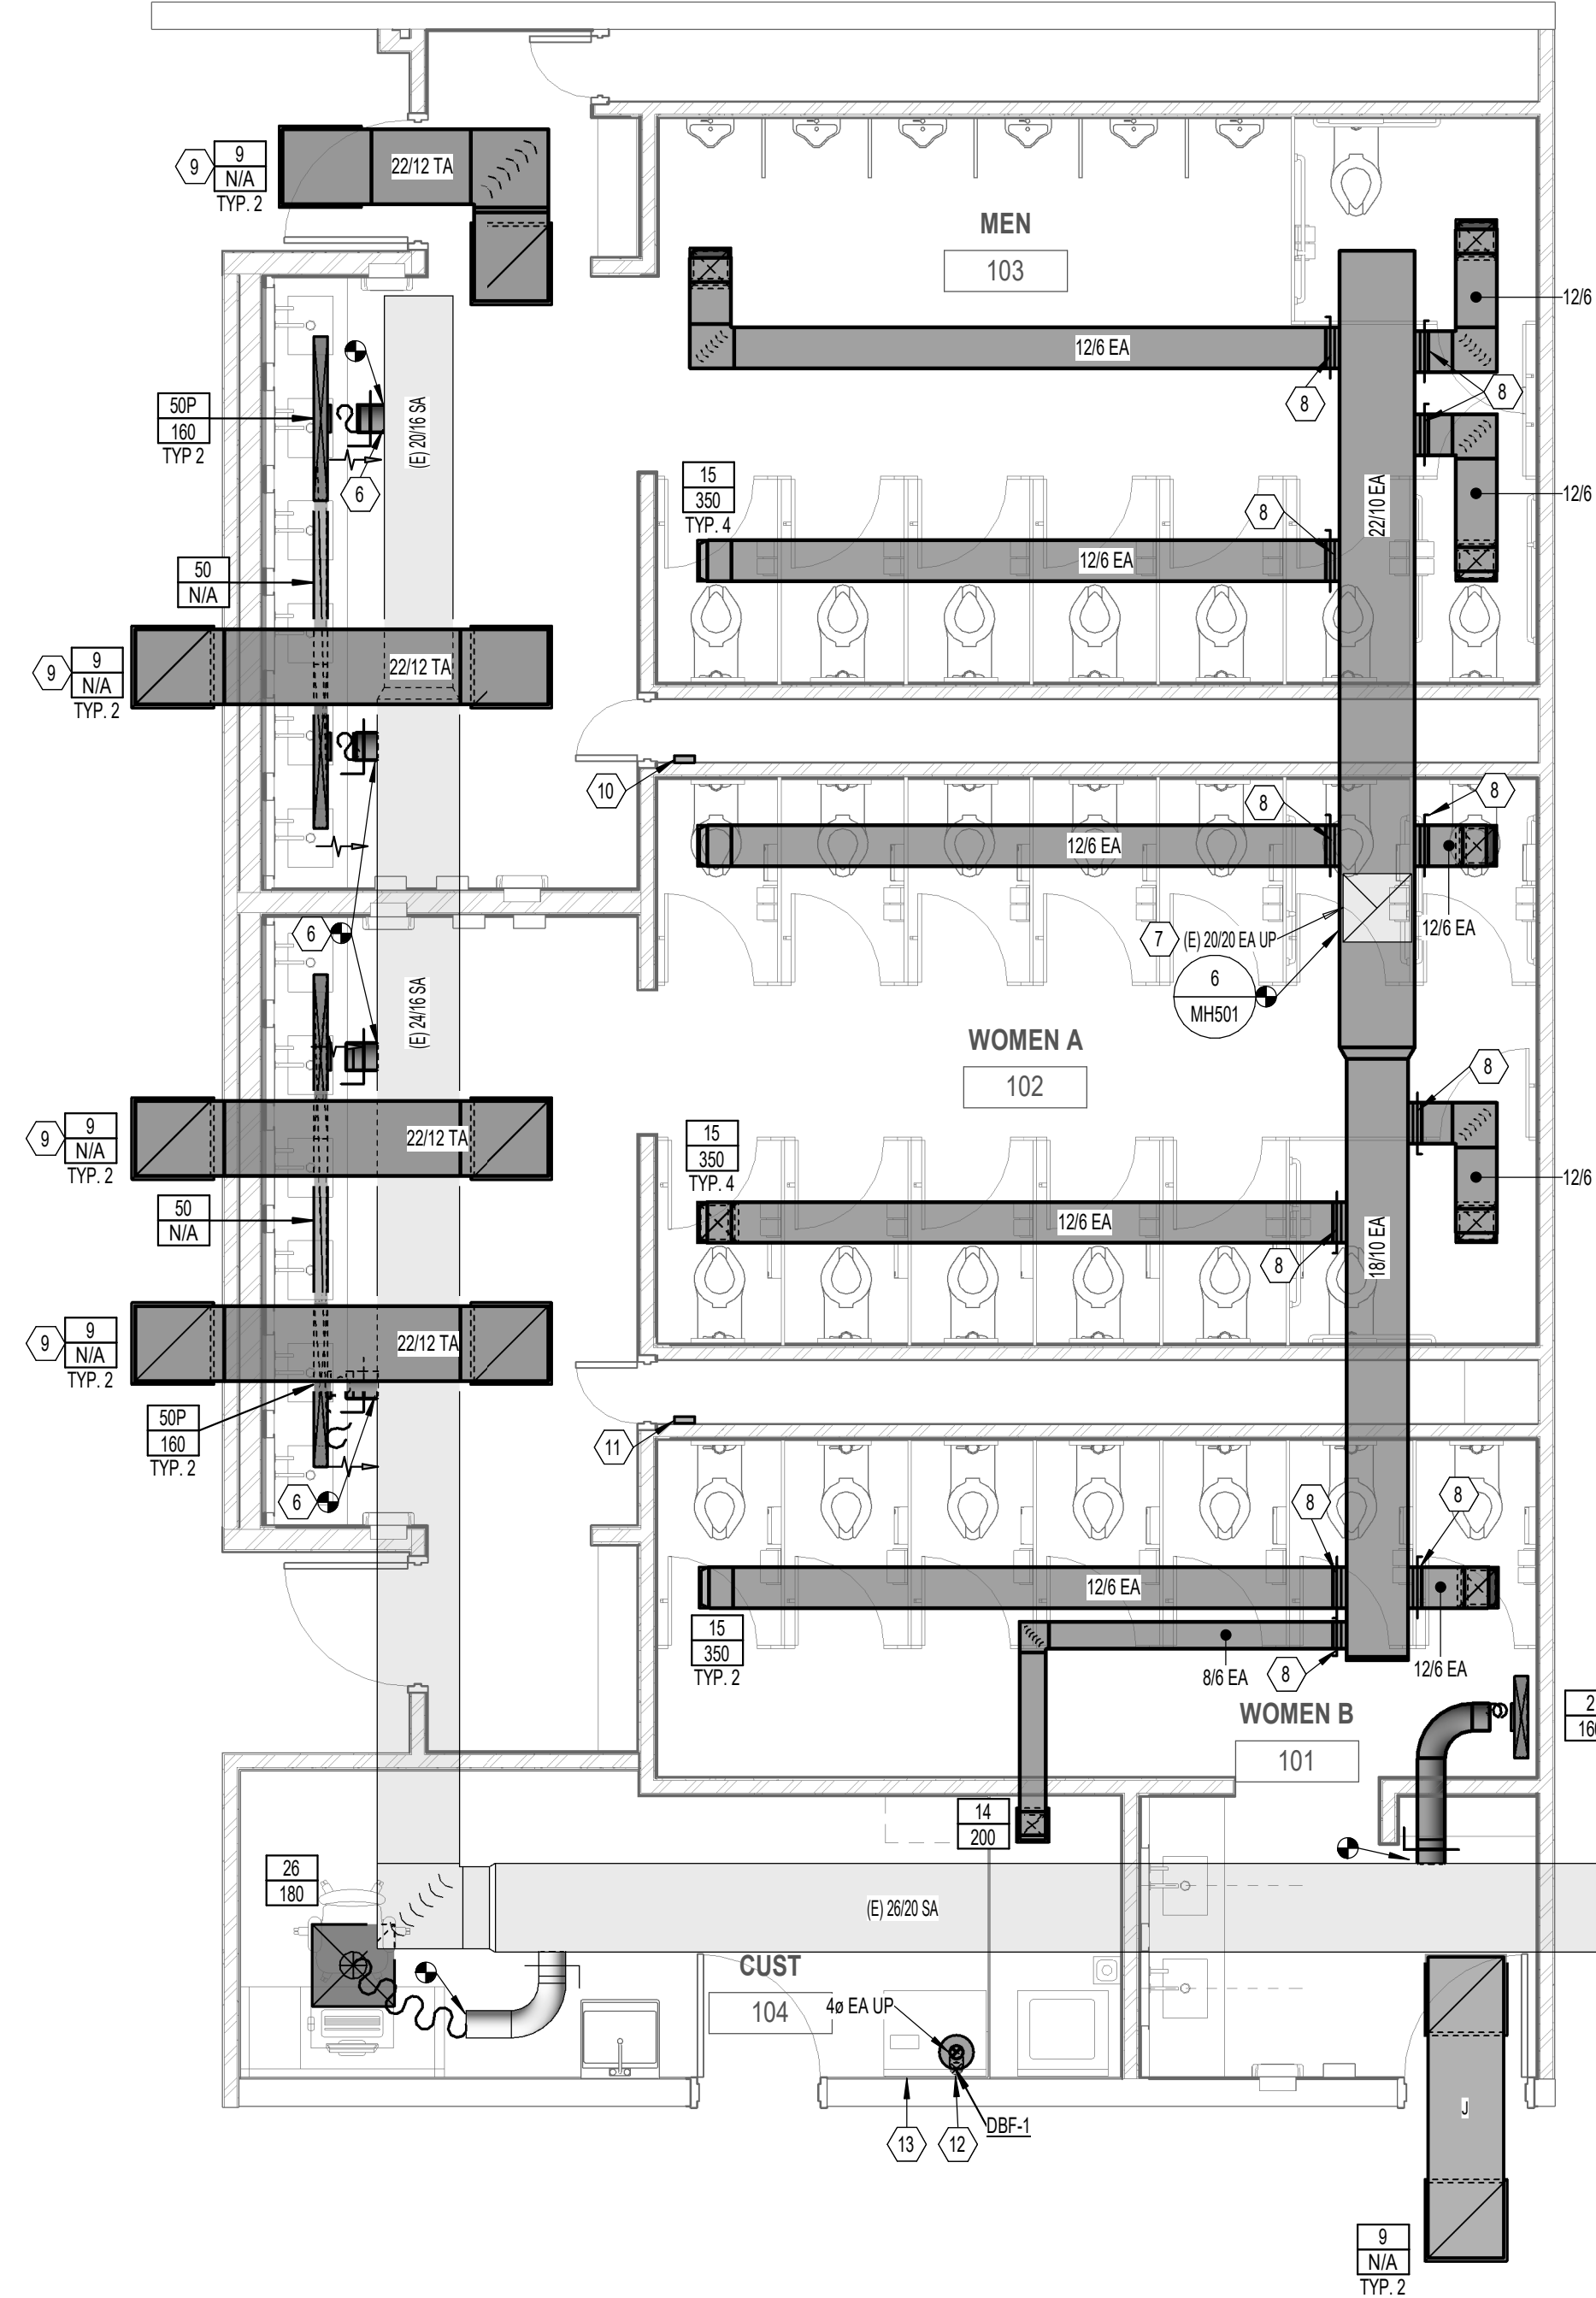 9
9
N/A
TYP. 2
22/12 TA
MEN
103
12/6
12/6 EA
8
8
50P
160
TYP 2
(E) 20/16 SA
6
15
350
TYP. 4
8
22/10 EA
12/6
12/6 EA
50
N/A
9
9
N/A
TYP. 2
22/12 TA
10
8
8
12/6 EA
12/6 EA
6
7
(E) 20/20 EA UP
6
MH501
(E) 24/16 SA
WOMEN A
102
8
9
9
N/A
TYP. 2
22/12 TA
15
350
TYP. 4
12/6
50
N/A
12/6 EA
8
18/10 EA
9
9
N/A
TYP. 2
22/12 TA
50P
160
TYP. 2
11
6
8
8
12/6 EA
15
350
TYP. 2
8/6 EA
8
12/6 EA
WOMEN B
101
2
16
14
200
26
180
(E) 26/20 SA
CUST
104
4ø EA UP
DBF-1
13
12
J
9
N/A
TYP. 2